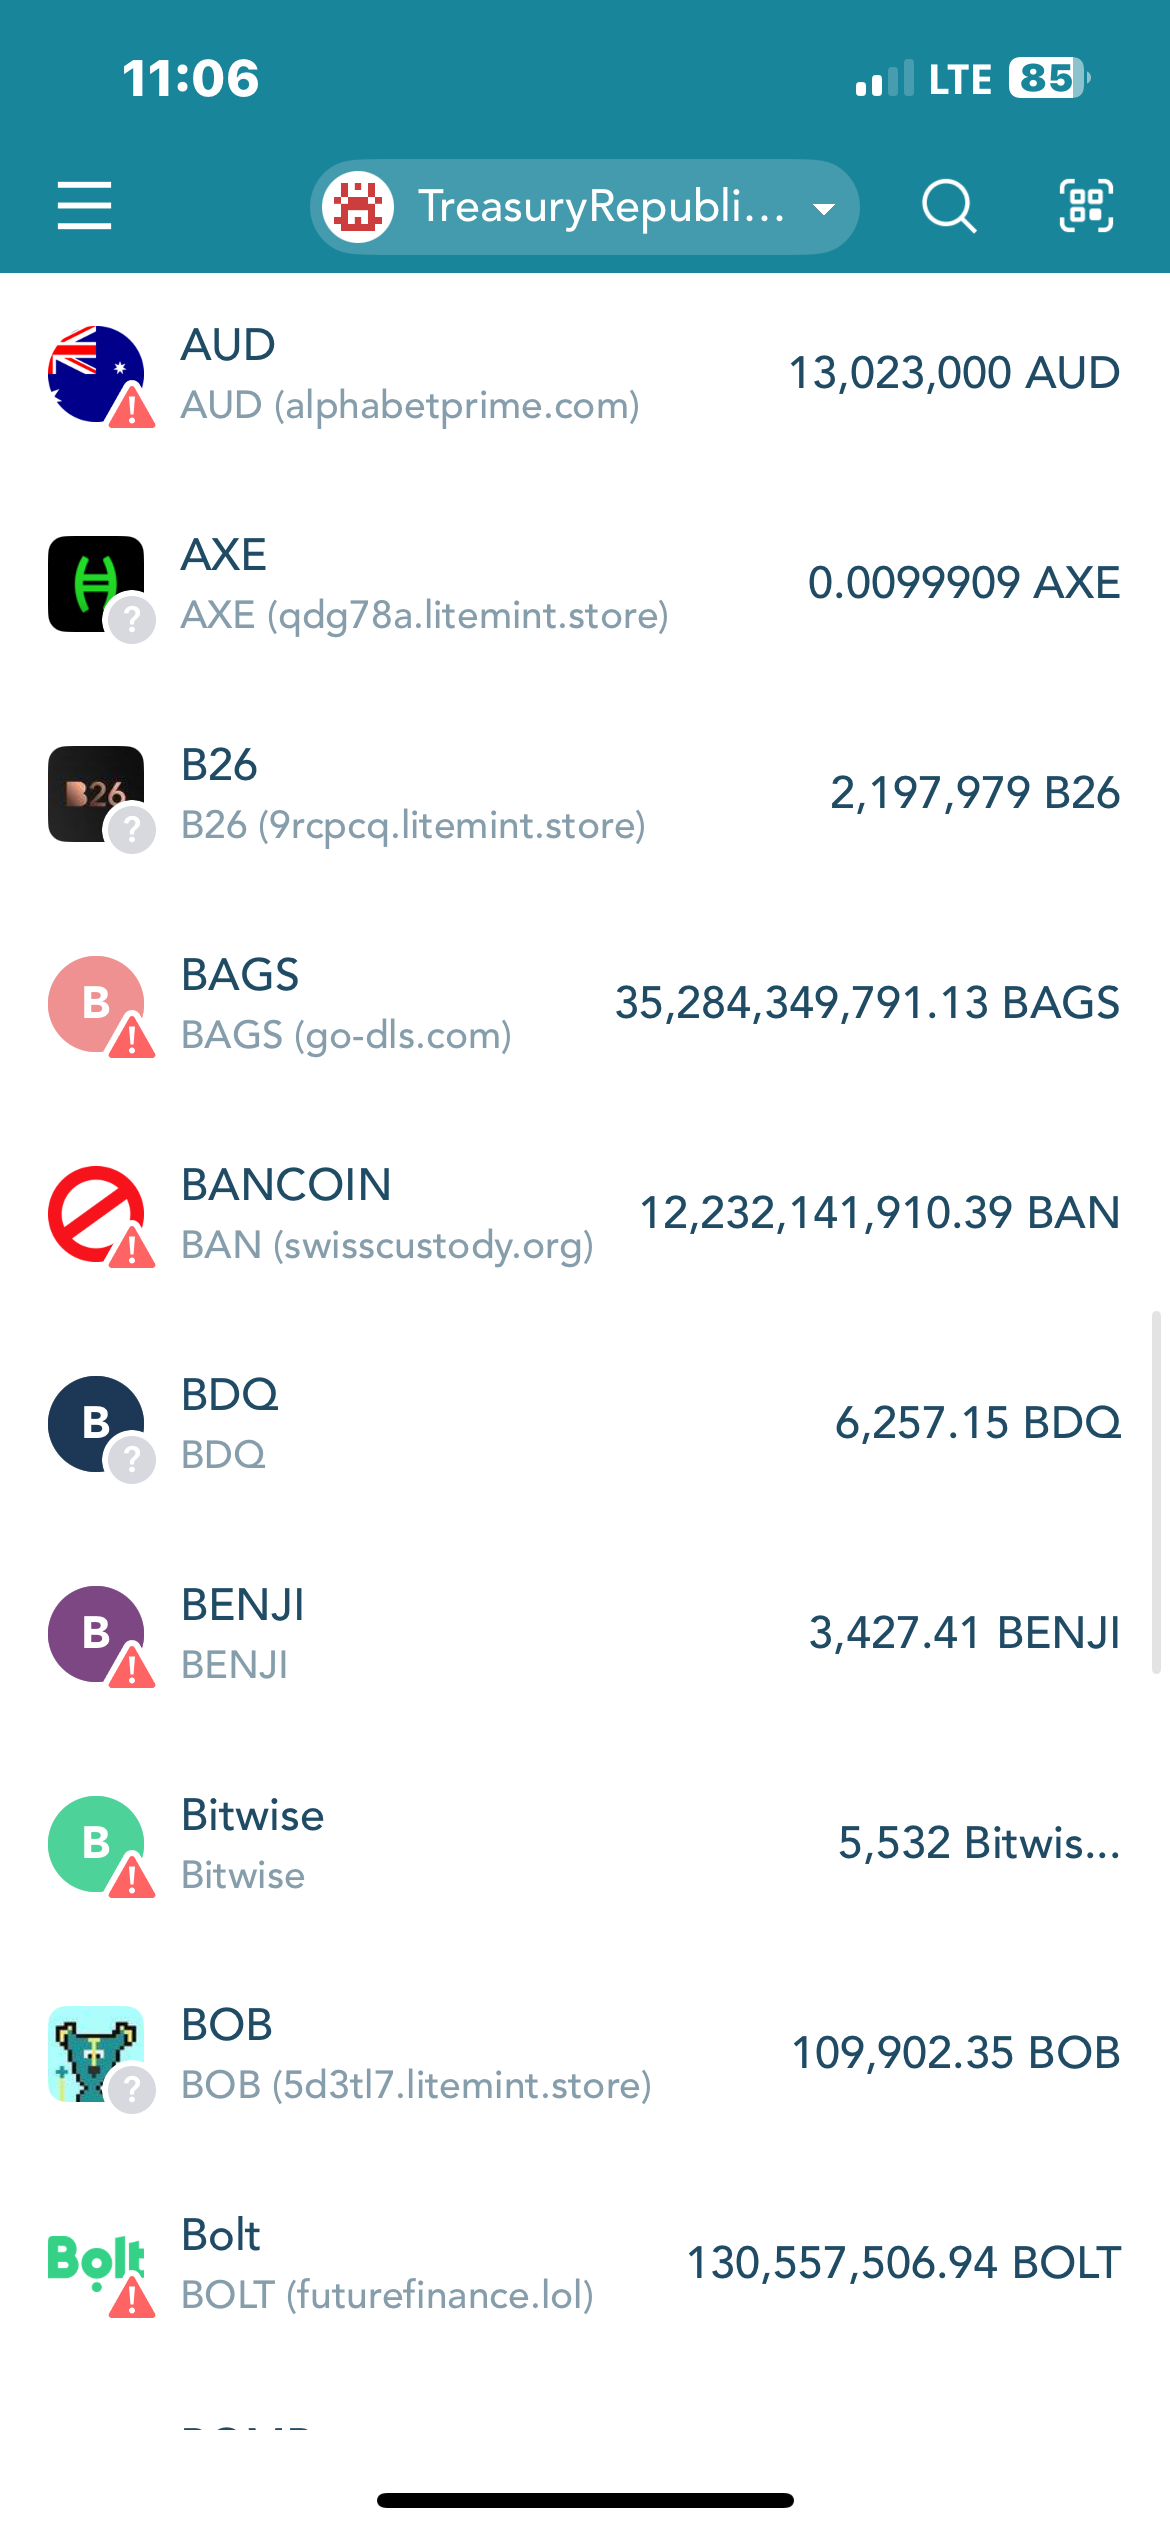 11:06
LTE 85
TreasuryRepubli...
AUD
AUD (alphabetprime.com)
13,023,000 AUD
AXE
AXE (qdg78a.litemint.store)
0.0099909 AXE
B26
B26
B26 (9rcpcq.litemint.store)
2,197,979 B26
B
BAGS
BAGS (go-dls.com)
35,284,349,791.13 BAGS
BANCOIN
BAN (swisscustody.org)
12,232,141,910.39 BAN
B
BDQ
BDQ
6,257.15 BDQ
B
BENJI
BENJI
3,427.41 BENJI
B
Bitwise
Bitwise
5,532 Bitwis...
BOB
BOB (5d3tl7.litemint.store)
109,902.35 BOB
Bolt
Bolt
BOLT (futurefinance.lol)
130,557,506.94 BOLT